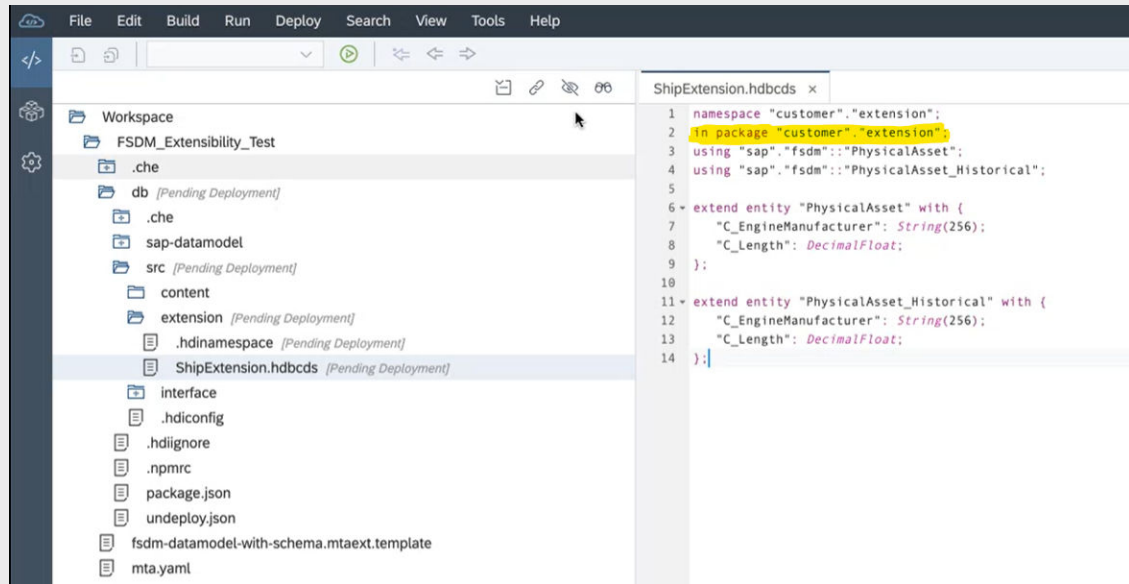 File Edit Build Run Deploy Search View Tools Help
Workspace
FSDM_Extensibility_Test
.che
db [Pending Deployment]
.che
sap-datamodel
src [Pending Deployment]
content
extension [Pending Deployment]
.hdinamespace [Pending Deployment]
ShipExtension.hdbcds [Pending Deployment]
interface
.hdiconfig
.hdiignore
.npmrc
package.json
undeploy.json
fsdm-datamodel-with-schema.mtaext.template
mta.yaml
ShipExtension.hdbcds ×
1 namespace "customer"."extension";
2 in package "customer"."extension";
3 using "sap"."fsdm"::"PhysicalAsset";
4 using "sap"."fsdm"::"PhysicalAsset_Historical";
5
6 extend entity "PhysicalAsset" with {
7 "C_EngineManufacturer": String(256);
8 "C_Length": DecimalFloat;
9 };
10
11 extend entity "PhysicalAsset_Historical" with {
12 "C_EngineManufacturer": String(256);
13 "C_Length": DecimalFloat;
14 };